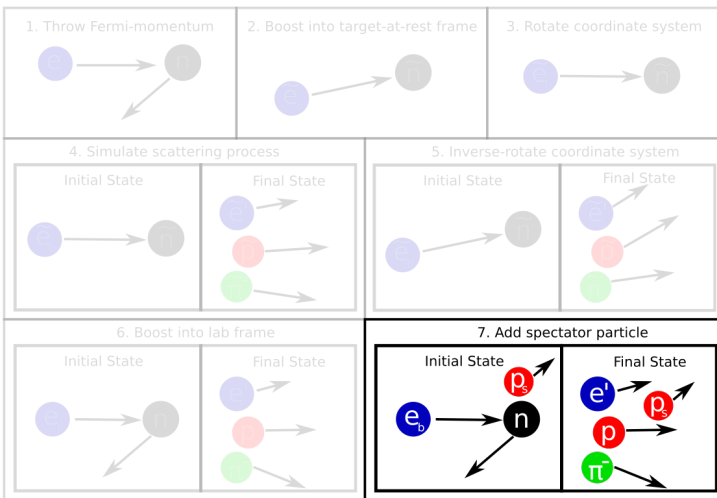 1. Throw Fermi-momentum
2. Boost into target-at-rest frame
3. Rotate coordinate system
e
n
e
n
e
n
4. Simulate scattering process
5. Inverse-rotate coordinate system
Initial State
Final State
Initial State
Final State
e
n
e
p
e
n
e
p
6. Boost into lab frame
7. Add spectator particle
Initial State
Final State
Initial State
Final State
e
n
e'
p
pₛ
e_b
n
e'
pₛ
p
π⁻